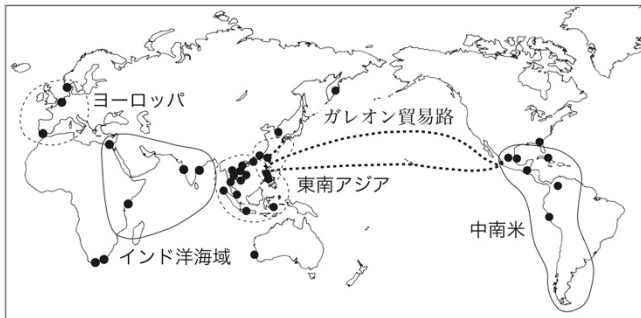 ヨーロッパ
ガレオン貿易路
東南アジア
中南米
インド洋海域